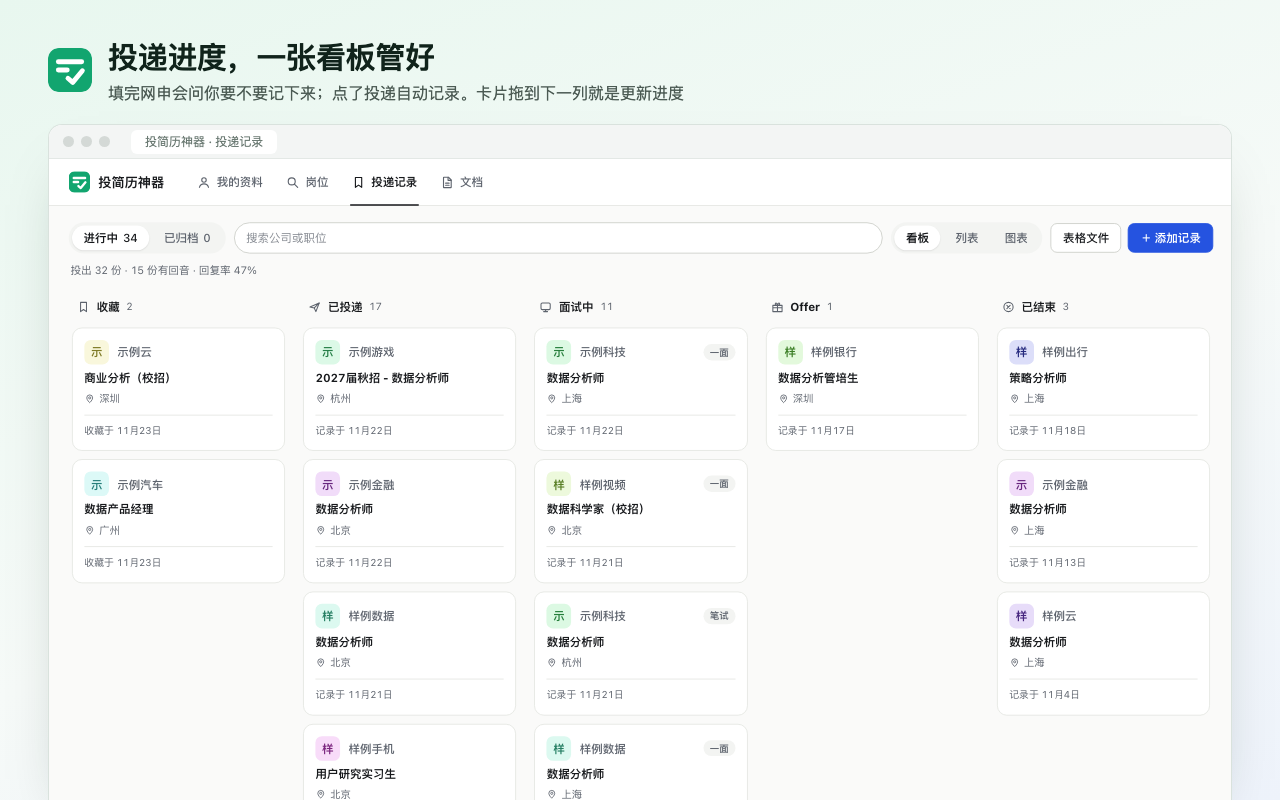 投递进度，一张看板管好
填完网申会问你要不要记下来；点了投递自动记录。卡片拖到下一列就是更新进度
投简历神器 · 投递记录
投简历神器 我的资料 岗位 投递记录 文档
进行中 34 已归档 0 搜索公司或职位 看板 列表 图表 表格文件 + 添加记录
投出 32 份 · 15 份有回音 · 回复率 47%
收藏 2
示 示例云
商业分析（校招）
深圳
收藏于 11月23日
示 示例汽车
数据产品经理
广州
收藏于 11月23日
已投递 17
示 示例游戏
2027届秋招 - 数据分析师
杭州
记录于 11月22日
示 示例金融
数据分析师
北京
记录于 11月22日
样 样例数据
数据分析师
北京
记录于 11月21日
样 样例手机
用户研究实习生
北京
面试中 11
示 示例科技 一面
数据分析师
上海
记录于 11月22日
样 样例视频 一面
数据科学家（校招）
北京
记录于 11月21日
示 示例科技 笔试
数据分析师
杭州
记录于 11月21日
样 样例数据 一面
数据分析师
上海
Offer 1
样 样例银行
数据分析管培生
深圳
记录于 11月17日
已结束 3
样 样例出行
策略分析师
上海
记录于 11月18日
示 示例金融
数据分析师
上海
记录于 11月13日
样 样例云
数据分析师
上海
记录于 11月4日